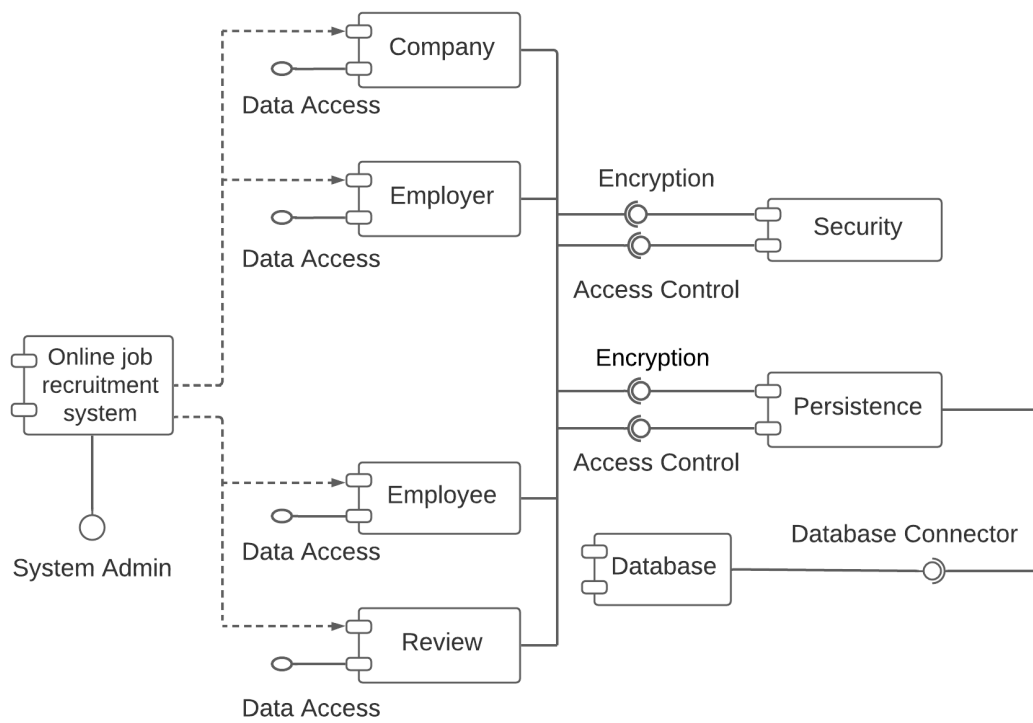 Company
Data Access
Encryption
Employer
Security
Data Access
Access Control
Online job
recruitment
system
Encryption
Persistence
Access Control
Employee
Database Connector
Data Access
System Admin
Database
Review
Data Access